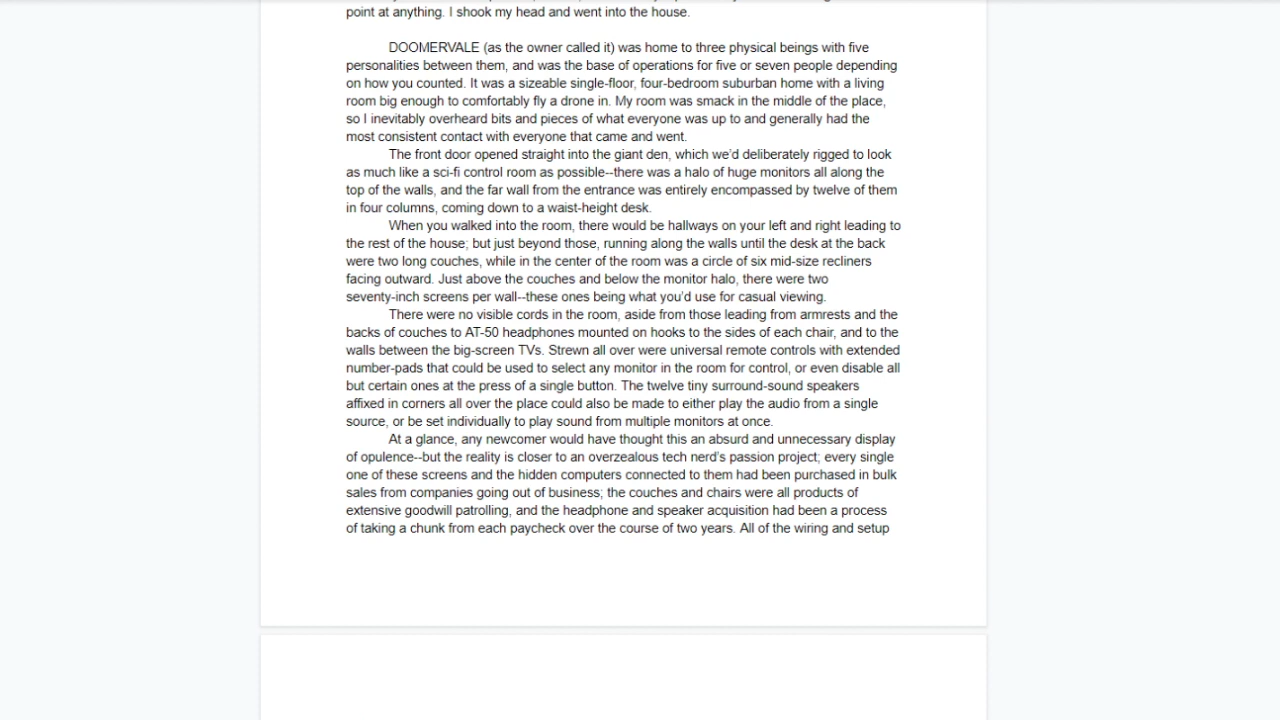 point at anything. I shook my head and went into the house.
DOOMERVALE (as the owner called it) was home to three physical beings with five
personalities between them, and was the base of operations for five or seven people depending
on how you counted. It was a sizeable single-floor, four-bedroom suburban home with a living
room big enough to comfortably fly a drone in. My room was smack in the middle of the place,
so I inevitably overheard bits and pieces of what everyone was up to and generally had the
most consistent contact with everyone that came and went.
The front door opened straight into the giant den, which we'd deliberately rigged to look
as much like a sci-fi control room as possible--there was a halo of huge monitors all along the
top of the walls, and the far wall from the entrance was entirely encompassed by twelve of them
in four columns, coming down to a waist-height desk.
When you walked into the room, there would be hallways on your left and right leading to
the rest of the house; but just beyond those, running along the walls until the desk at the back
were two long couches, while in the center of the room was a circle of six mid-size recliners
facing outward. Just above the couches and below the monitor halo, there were two
seventy-inch screens per wall--these ones being what you'd use for casual viewing.
There were no visible cords in the room, aside from those leading from armrests and the
backs of couches to AT-50 headphones mounted on hooks to the sides of each chair, and to the
walls between the big-screen TVs. Strewn all over were universal remote controls with extended
number-pads that could be used to select any monitor in the room for control, or even disable all
but certain ones at the press of a single button. The twelve tiny surround-sound speakers
affixed in corners all over the place could also be made to either play the audio from a single
source, or be set individually to play sound from multiple monitors at once.
At a glance, any newcomer would have thought this an absurd and unnecessary display
of opulence--but the reality is closer to an overzealous tech nerd's passion project; every single
one of these screens and the hidden computers connected to them had been purchased in bulk
sales from companies going out of business; the couches and chairs were all products of
extensive goodwill patrolling, and the headphone and speaker acquisition had been a process
of taking a chunk from each paycheck over the course of two years. All of the wiring and setup